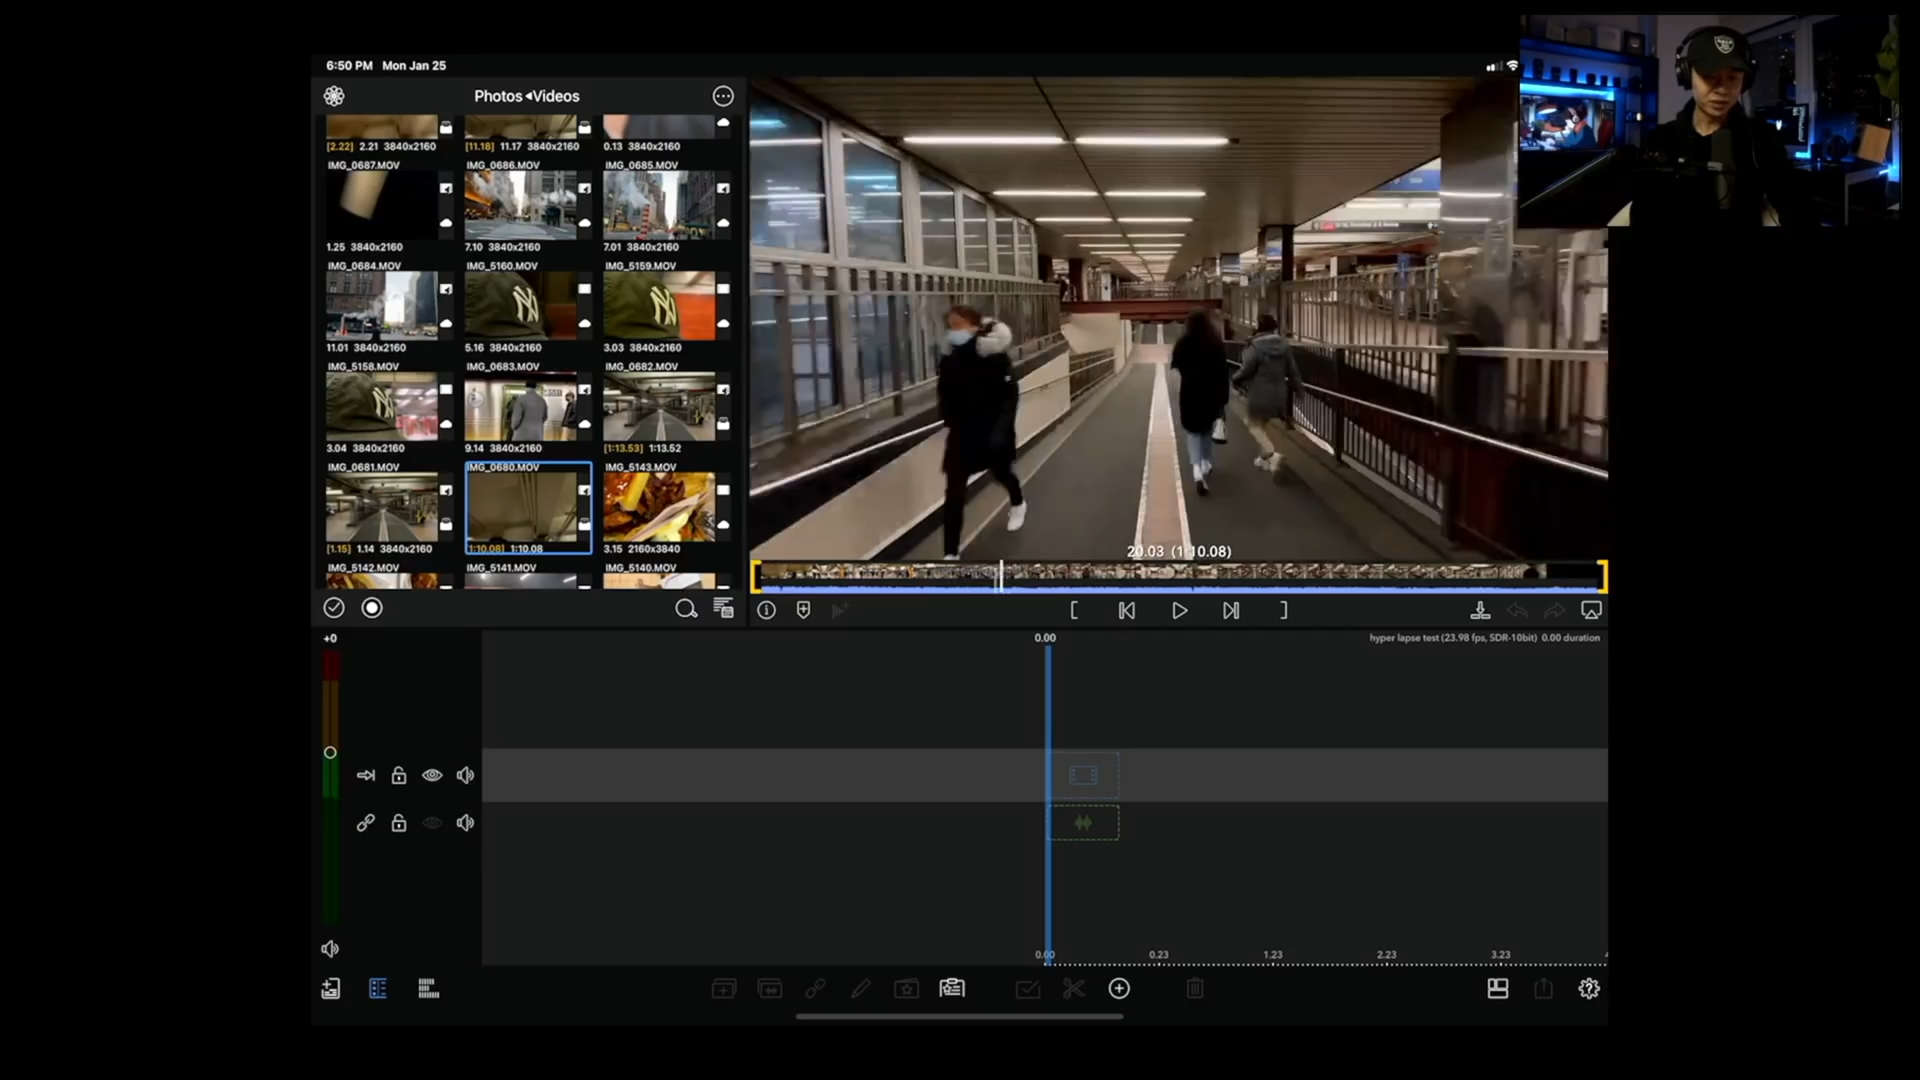 6:50 PM Mon Jan 25
Photos Videos
[2.22] 2.21 3840x2160
[11.18] 11.17 3840x2160
0.13 3840x2160
IMG_0687.MOV
IMG_0686.MOV
IMG_0685.MOV
1.25 3840x2160
7.10 3840x2160
7.01 3840x2160
IMG_0684.MOV
IMG_5160.MOV
IMG_5159.MOV
11.01 3840x2160
5.16 3840x2160
3.03 3840x2160
IMG_5158.MOV
IMG_0683.MOV
IMG_0682.MOV
3.04 3840x2160
9.14 3840x2160
[1:13.53] 1:13.52
IMG_0681.MOV
IMG_0680.MOV
IMG_5143.MOV
[1.15] 1.14 3840x2160
[1:10.08] 1:10.08
3.15 2160x3840
IMG_5142.MOV
IMG_5141.MOV
IMG_5140.MOV
20.03 (1:10.08)
+0
0.00
hyper lapse test (23.98 fps, SDR-10bit) 0.00 duration
0.00
0.23
1.23
2.23
3.23